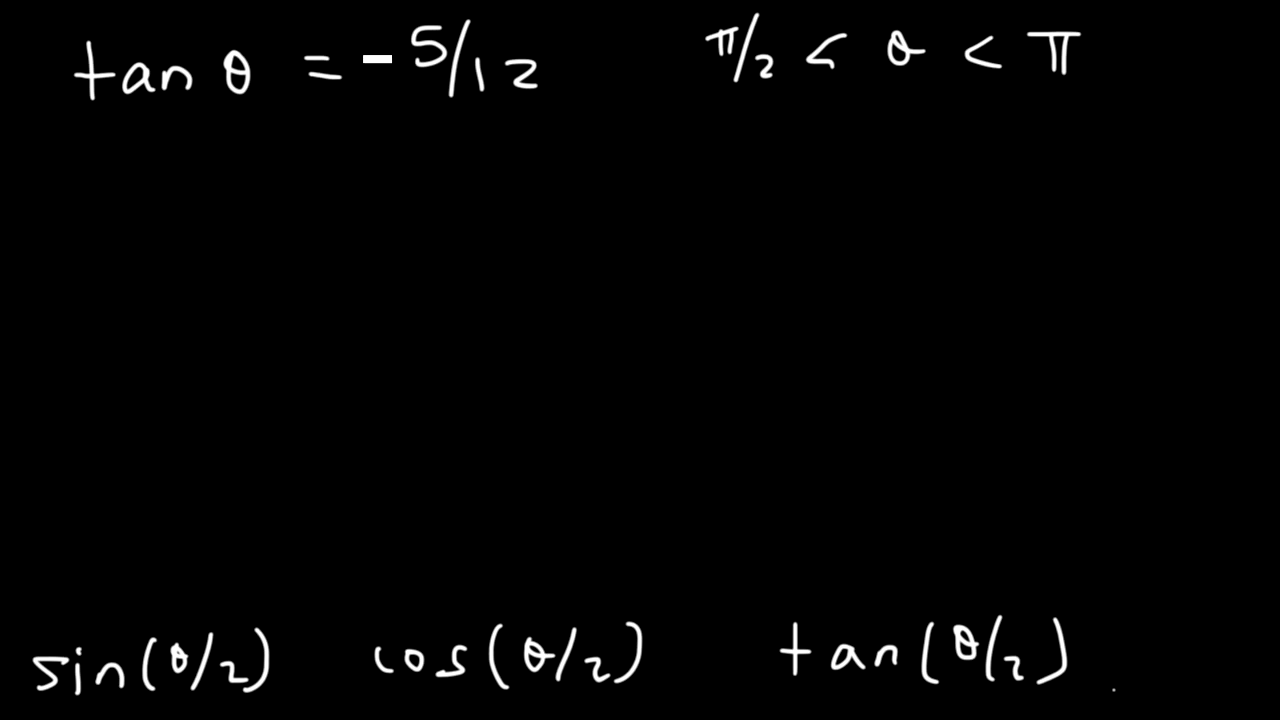 tan θ = - 5/12 π/2 < θ < π
sin(θ/2) cos(θ/2) tan(θ/2)